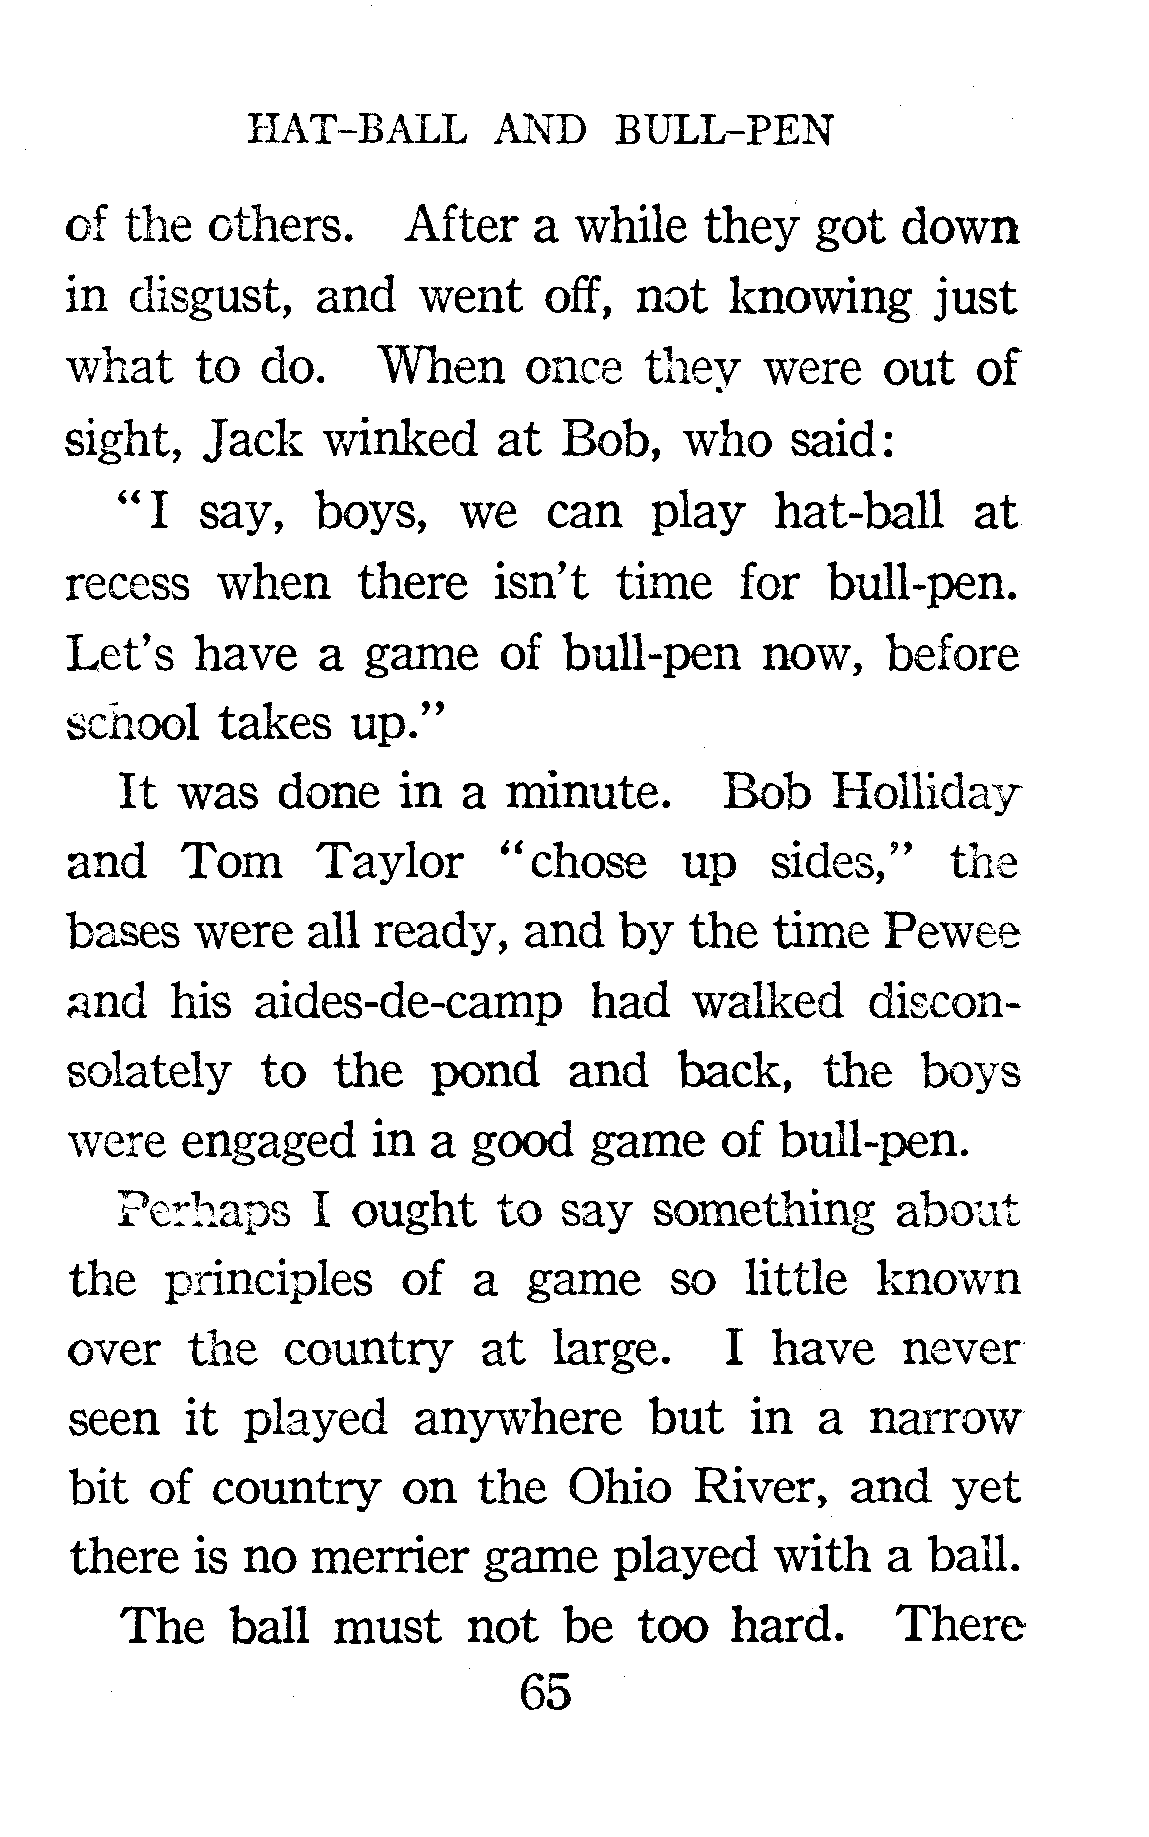 HAT-BALL AND BULL-PEN
of the others. After a while they got down
in disgust, and went off, not knowing just
what to do. When once they were out of
sight, Jack winked at Bob, who said:
"I say, boys, we can play hat-ball at
recess when there isn't time for bull-pen.
Let's have a game of bull-pen now, before
school takes up."
It was done in a minute. Bob Holliday
and Tom Taylor "chose up sides," the
bases were all ready, and by the time Pewee
and his aides-de-camp had walked discon-
solately to the pond and back, the boys
were engaged in a good game of bull-pen.
Perhaps I ought to say something about
the principles of a game so little known
over the country at large. I have never
seen it played anywhere but in a narrow
bit of country on the Ohio River, and yet
there is no merrier game played with a ball.
The ball must not be too hard. There
65